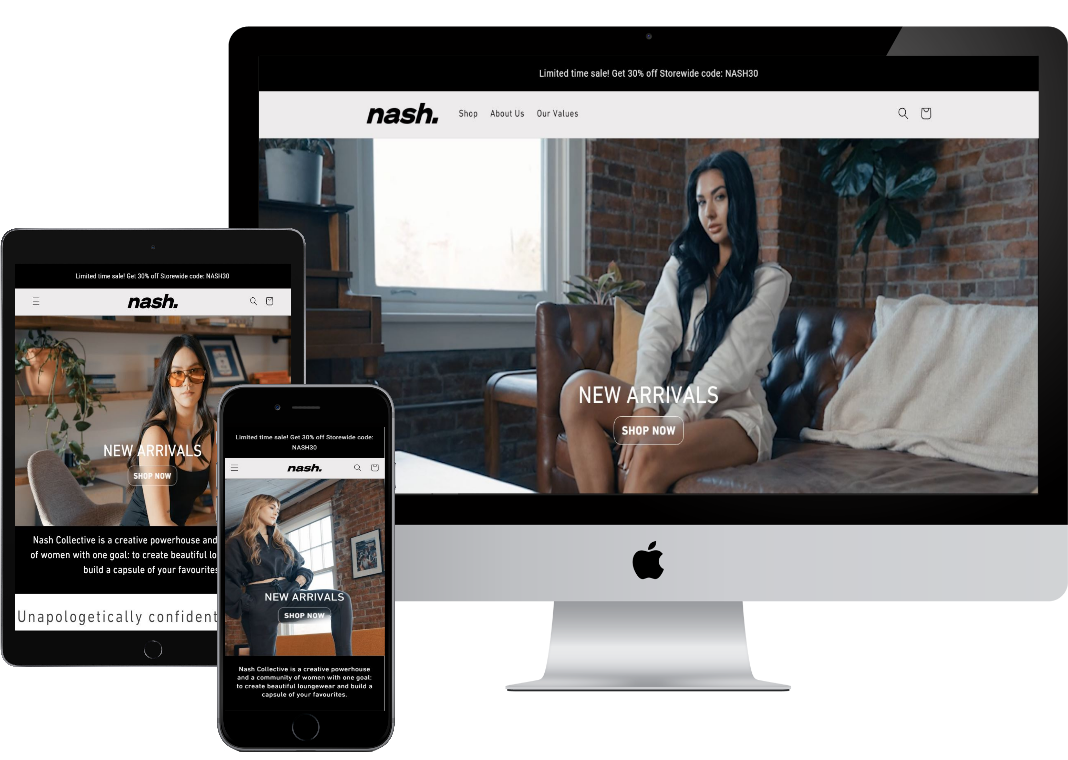 Limited time sale! Get 30% off Storewide code: NASH30
nash.
Shop About Us Our Values
NEW ARRIVALS
SHOP NOW
Limited time sale! Get 30% off Storewide code: NASH30
nash.
NEW ARRIVALS
SHOP NOW
Nash Collective is a creative powerhouse and
of women with one goal: to create beautiful lo
build a capsule of your favourites
Unapologetically confident
Limited time sale! Get 30% off Storewide code:
NASH30
nash.
NEW ARRIVALS
SHOP NOW
Nash Collective is a creative powerhouse
and a community of women with one goal:
to create beautiful loungewear and build a
capsule of your favourites.